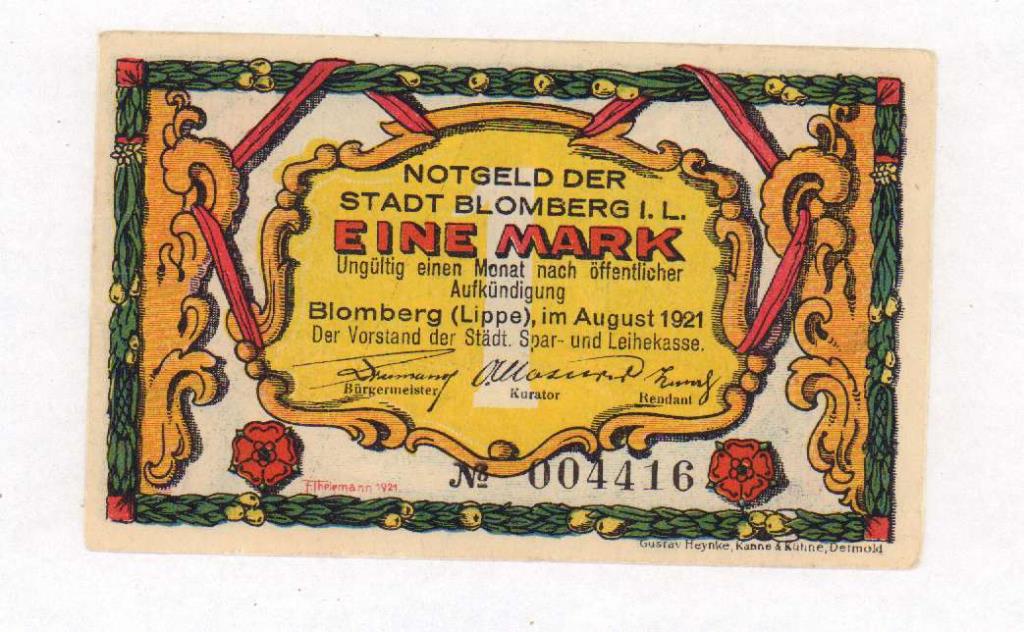 NOTGELD DER
STADT BLOMBERG I. L.
EINE MARK
Ungültig einen Monat nach öffentlicher
Aufkündigung
Blomberg (Lippe), im August 1921
Der Vorstand der Städt. Spar- und Leihekasse.
Bürgermeister Kurator Rendant
№ 004416
F. Thelemann 1921.
Gustav Heynke, Kanne & Kühne, Detmold